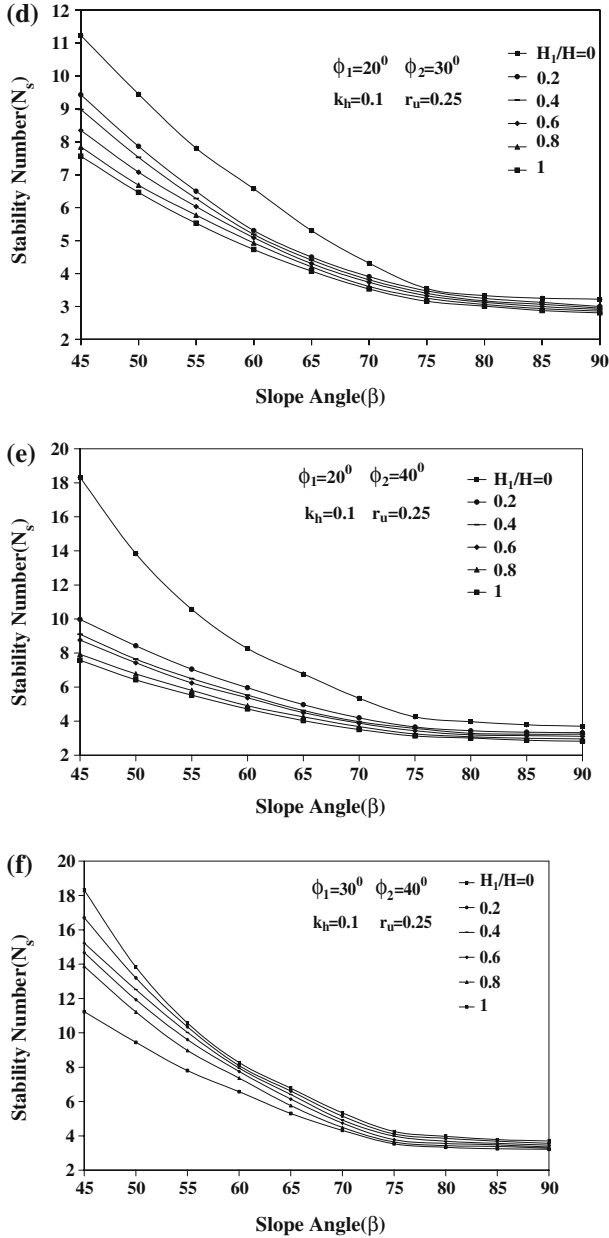 (d)
12
11
10
9
8
7
6
5
4
3
2
Stability Number(Nₛ)
ϕ₁=20⁰ ϕ₂=30⁰
kₕ=0.1 rᵤ=0.25
H₁/H=0
0.2
0.4
0.6
0.8
1
45 50 55 60 65 70 75 80 85 90
Slope Angle(β)
(e)
20
18
16
14
12
10
8
6
4
2
Stability Number(Nₛ)
ϕ₁=20⁰ ϕ₂=40⁰
kₕ=0.1 rᵤ=0.25
H₁/H=0
0.2
0.4
0.6
0.8
1
45 50 55 60 65 70 75 80 85 90
Slope Angle(β)
(f)
20
18
16
14
12
10
8
6
4
2
Stability Number(Nₛ)
ϕ₁=30⁰ ϕ₂=40⁰
kₕ=0.1 rᵤ=0.25
H₁/H=0
0.2
0.4
0.6
0.8
1
45 50 55 60 65 70 75 80 85 90
Slope Angle(β)